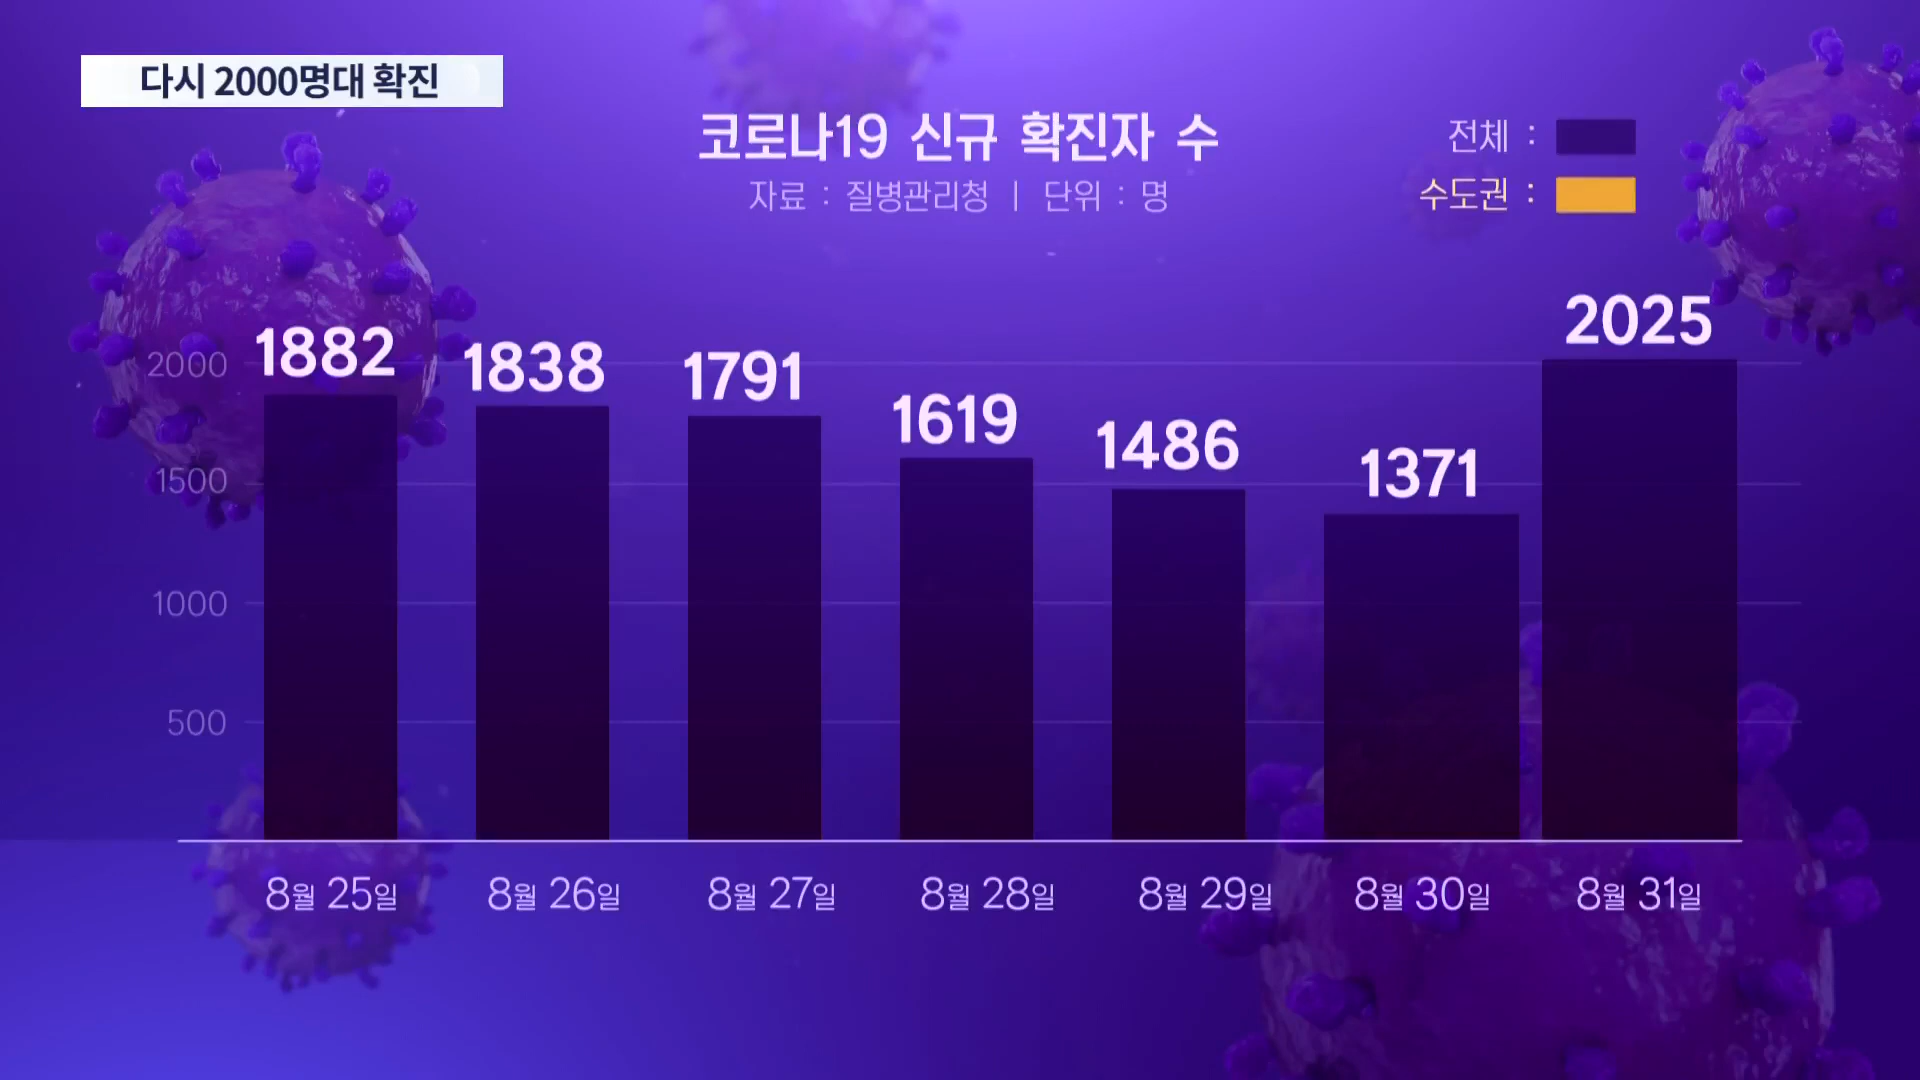 다시 2000명대 확진
코로나19 신규 확진자 수
자료 : 질병관리청 | 단위 : 명
전체 :
수도권 :
2000
1500
1000
500
1882
1838
1791
1619
1486
1371
2025
8월 25일
8월 26일
8월 27일
8월 28일
8월 29일
8월 30일
8월 31일